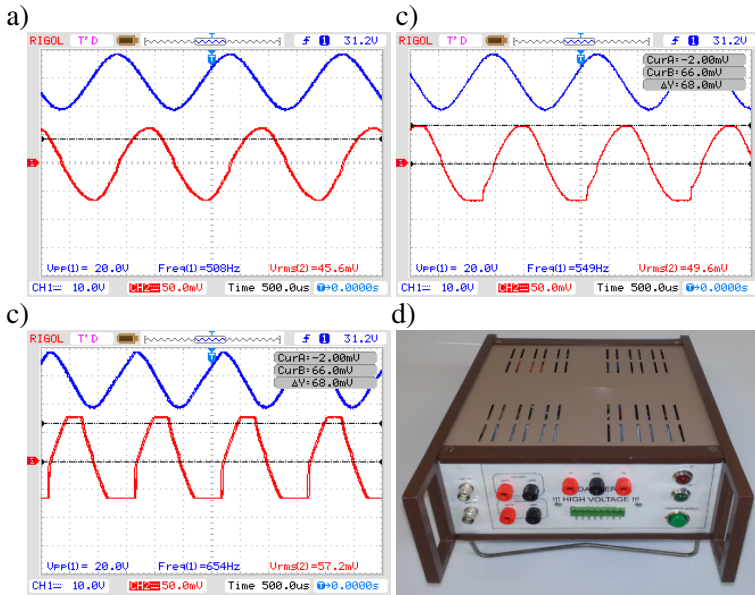 a)
RIGOL T'D T f 1 31.2V
T
1
Vpp(1)= 20.0V Freq(1)=508Hz Vrms(2)=45.6mV
CH1 10.0V CH2 50.0mV Time 500.0us T→0.0000s
c)
RIGOL T'D T f 1 31.2V
CurA=-2.00mV
CurB=66.0mV
ΔY=68.0mV
T
1
Vpp(1)= 20.0V Freq(1)=549Hz Vrms(2)=49.6mV
CH1 10.0V CH2 50.0mV Time 500.0us T→0.0000s
c)
RIGOL T'D T f 1 31.2V
CurA=-2.00mV
CurB=66.0mV
ΔY=68.0mV
T
1
Vpp(1)= 20.0V Freq(1)=654Hz Vrms(2)=57.2mV
CH1 10.0V CH2 50.0mV Time 500.0us T→0.0000s
d)
!!! HIGH VOLTAGE !!!